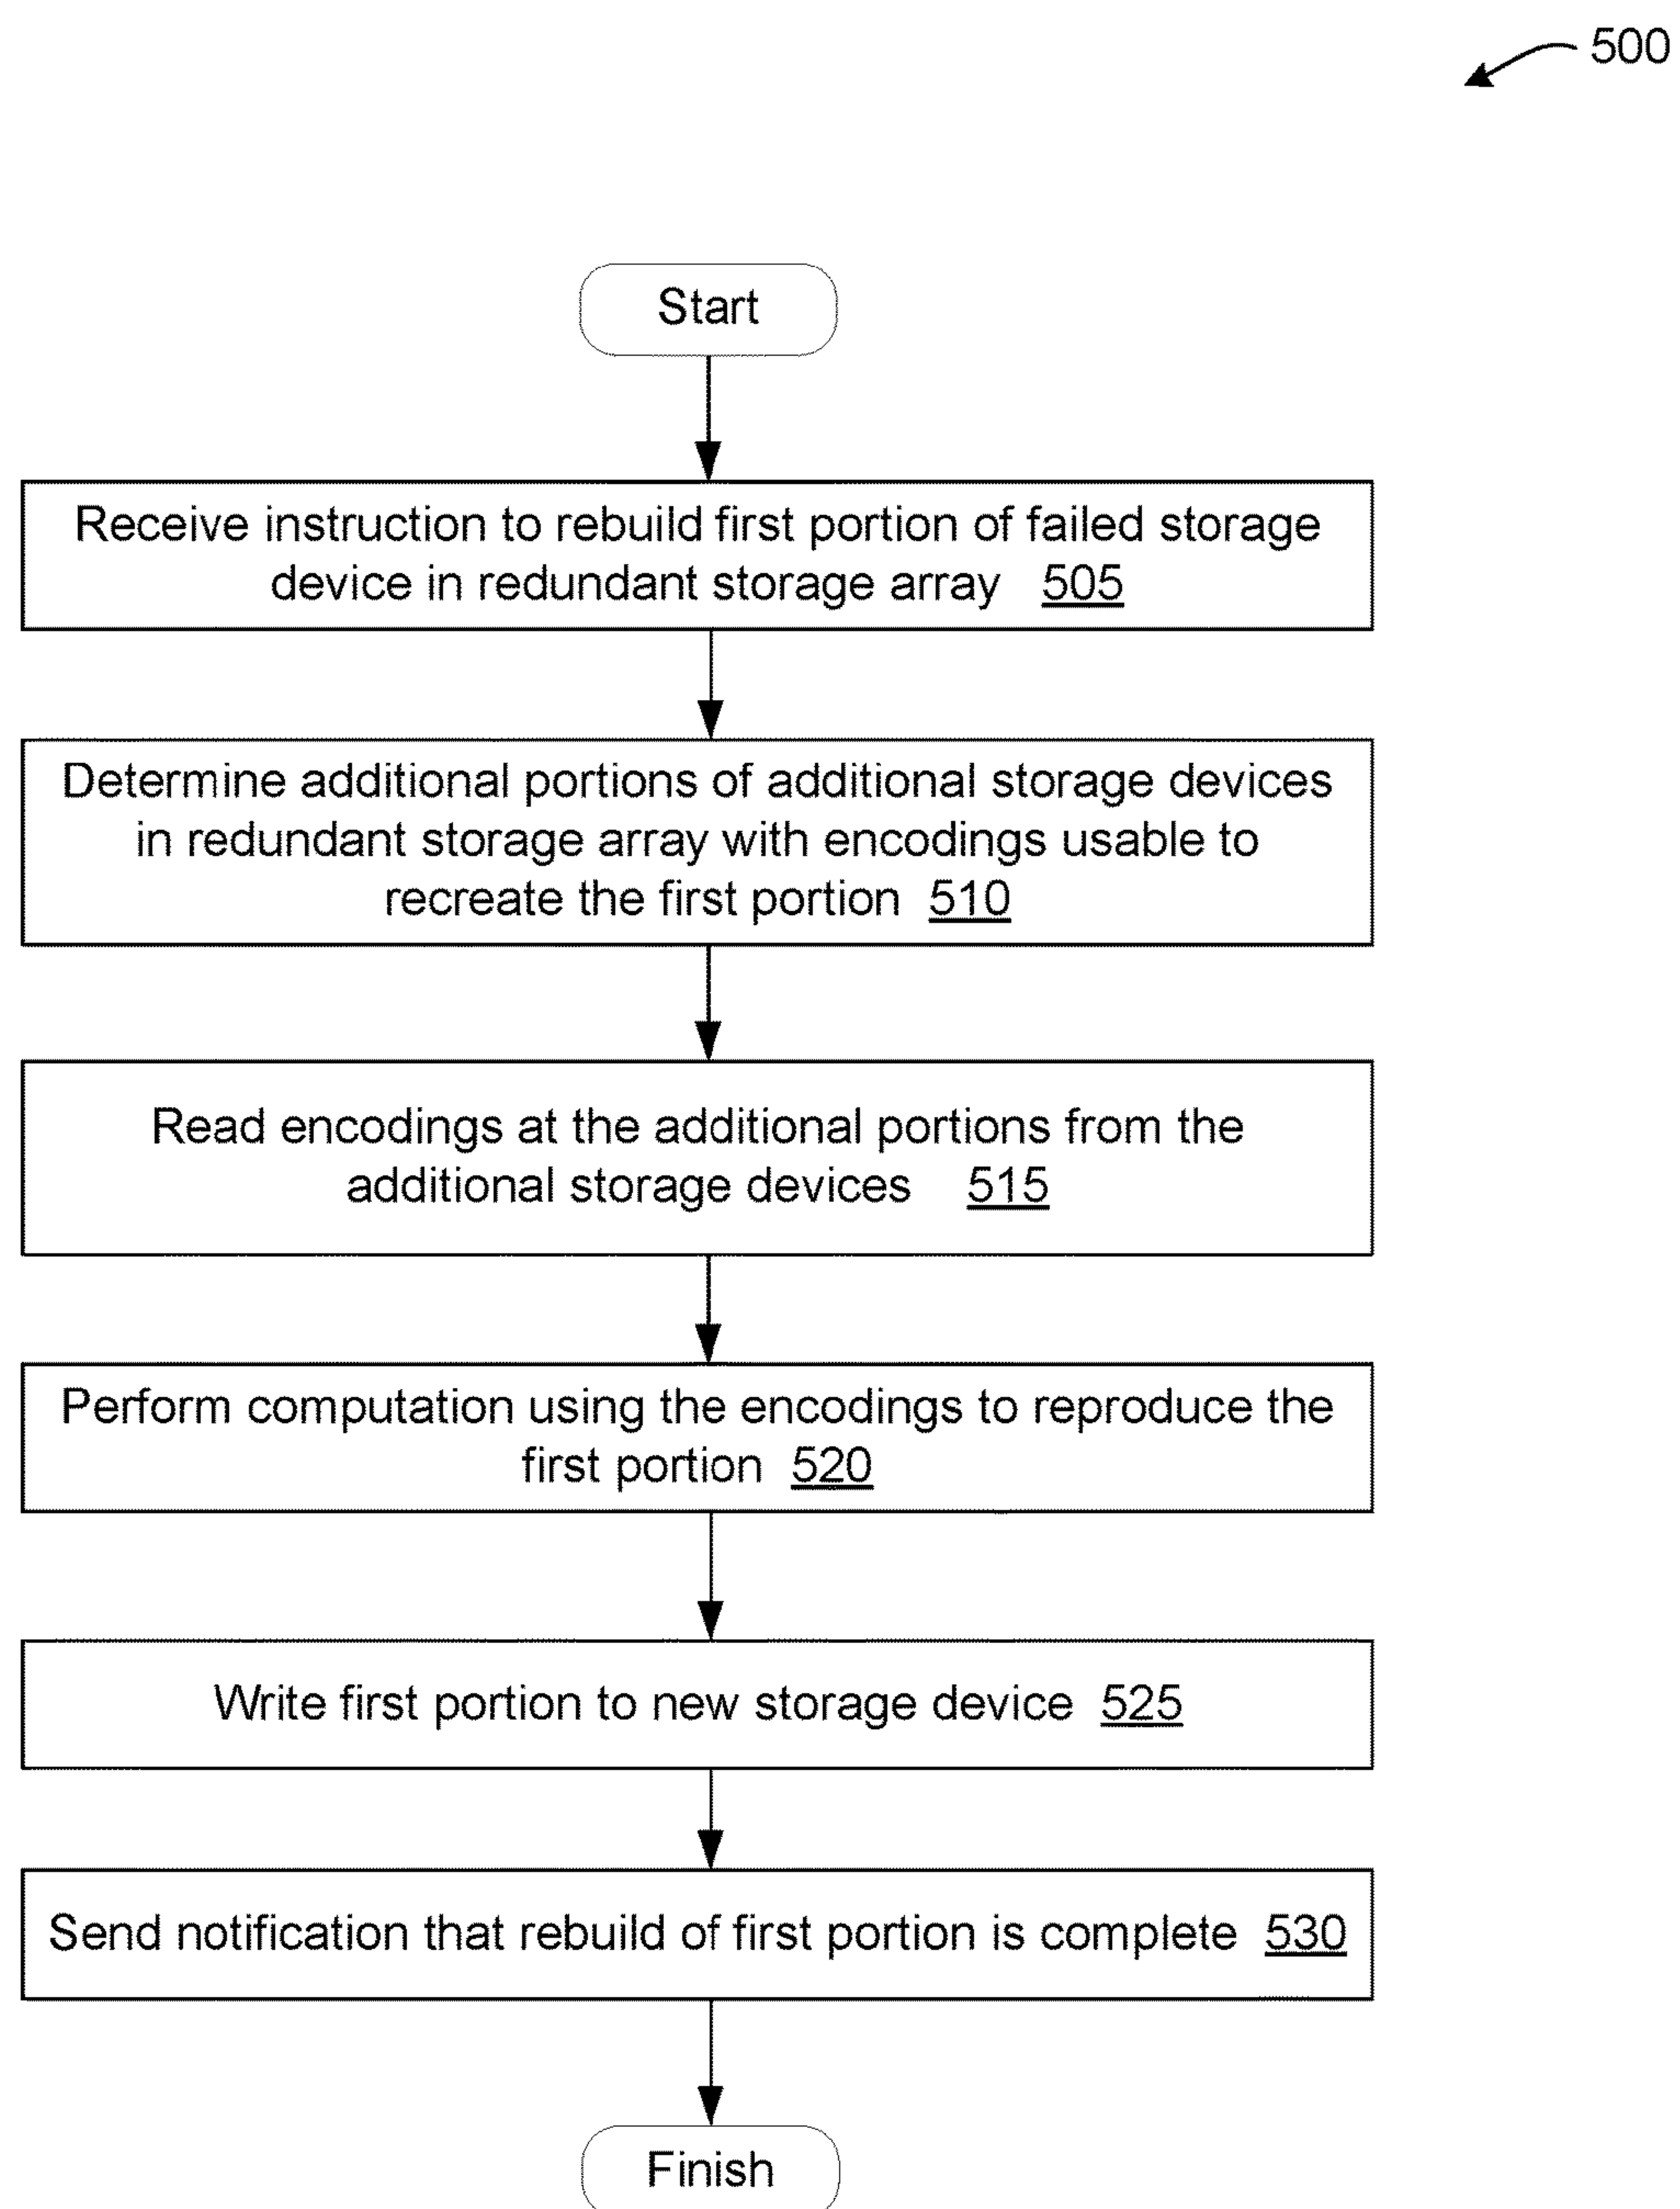 500
Start
Receive instruction to rebuild first portion of failed storage
device in redundant storage array 505
Determine additional portions of additional storage devices
in redundant storage array with encodings usable to
recreate the first portion 510
Read encodings at the additional portions from the
additional storage devices 515
Perform computation using the encodings to reproduce the
first portion 520
Write first portion to new storage device 525
Send notification that rebuild of first portion is complete 530
Finish